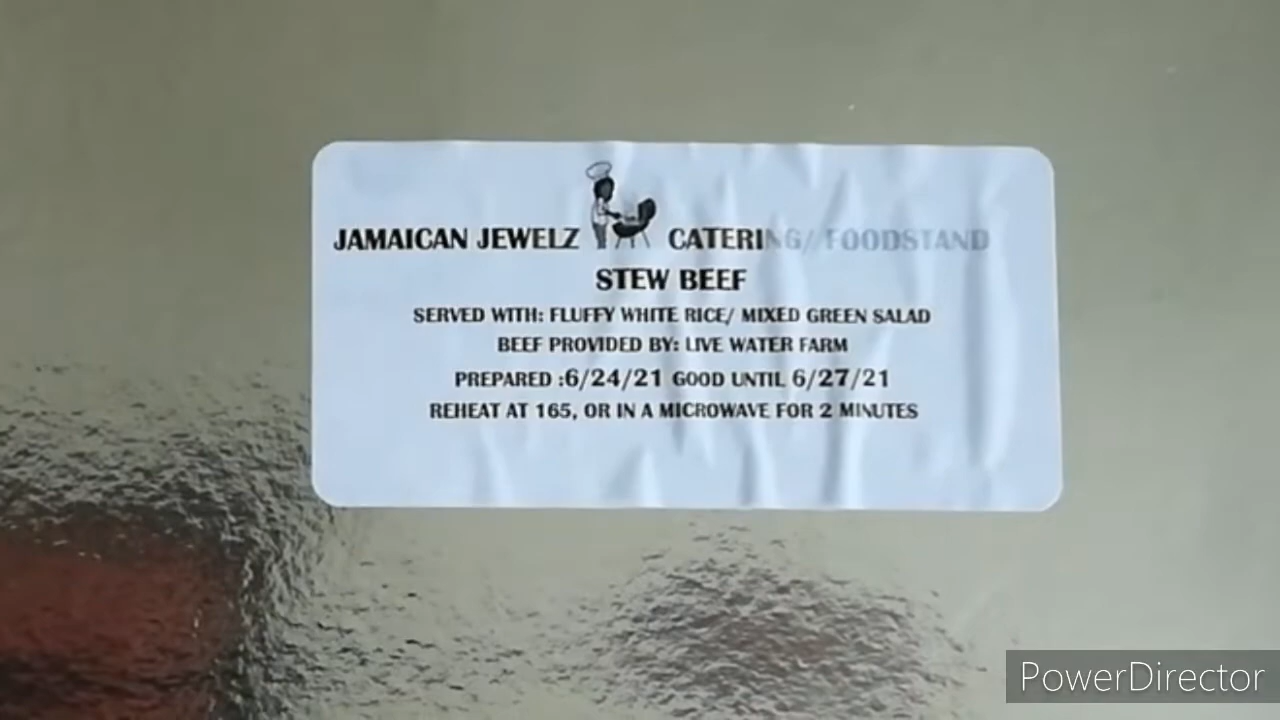 JAMAICAN JEWELZ CATERING/ FOODSTAND
STEW BEEF
SERVED WITH: FLUFFY WHITE RICE/ MIXED GREEN SALAD
BEEF PROVIDED BY: LIVE WATER FARM
PREPARED :6/24/21 GOOD UNTIL 6/27/21
REHEAT AT 165, OR IN A MICROWAVE FOR 2 MINUTES
PowerDirector